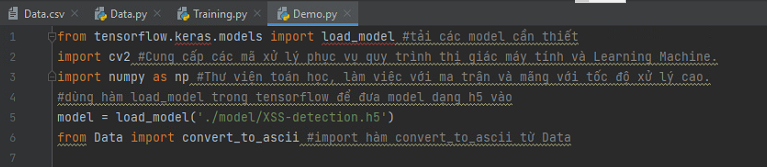 Data.csv Data.py Training.py Demo.py
1 from tensorflow.keras.models import load_model #tải các model cần thiết
2 import cv2 #Cung cấp các mã xử lý phục vụ quy trình thị giác máy tính và Learning Machine.
3 import numpy as np #Thư viện toán học, làm việc với ma trận và mãng với tốc độ xử lý cao.
4 #dùng hàm load_model trong tensorflow để đưa model dạng h5 vào
5 model = load_model('./model/XSS-detection.h5')
6 from Data import convert_to_ascii #import hàm convert_to_ascii từ Data
7